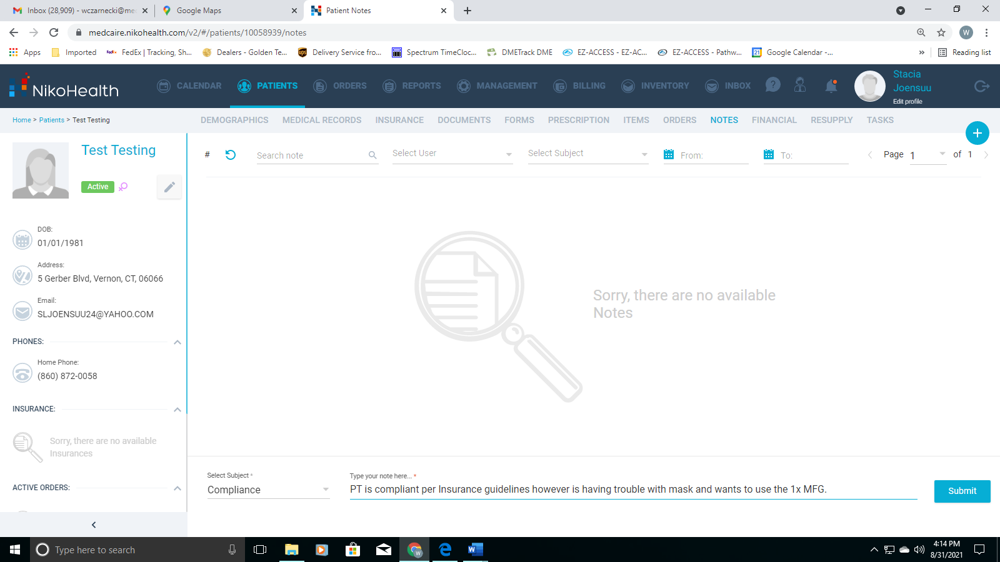 Inbox (28,909) - wczarnecki@me
Google Maps
Patient Notes
medcaire.nikohealth.com/v2/#/patients/10058939/notes
W
Apps
Imported
FedEx | Tracking, Sh...
Dealers - Golden Te...
Delivery Service fro...
Spectrum TimeCloc...
DMETrack DME
EZ-ACCESS - EZ-AC...
EZ-ACCESS - Pathw...
Google Calendar -...
»
Reading list
NikoHealth
CALENDAR
PATIENTS
ORDERS
REPORTS
MANAGEMENT
BILLING
INVENTORY
INBOX
Stacia
Joensuu
Edit profile
Home > Patients > Test Testing
DEMOGRAPHICS
MEDICAL RECORDS
INSURANCE
DOCUMENTS
FORMS
PRESCRIPTION
ITEMS
ORDERS
NOTES
FINANCIAL
RESUPPLY
TASKS
Test Testing
Active
#
Search note
Select User
Select Subject
From:
To:
Page 1 of 1
DOB:
01/01/1981
Address:
5 Gerber Blvd, Vernon, CT, 06066
Email:
SLJOENSUU24@YAHOO.COM
PHONES:
Home Phone:
(860) 872-0058
INSURANCE:
Sorry, there are no available
Insurances
ACTIVE ORDERS:
Sorry, there are no available
Notes
Select Subject *
Compliance
Type your note here... *
PT is compliant per Insurance guidelines however is having trouble with mask and wants to use the 1x MFG.
Submit
Type here to search
4:14 PM
8/31/2021